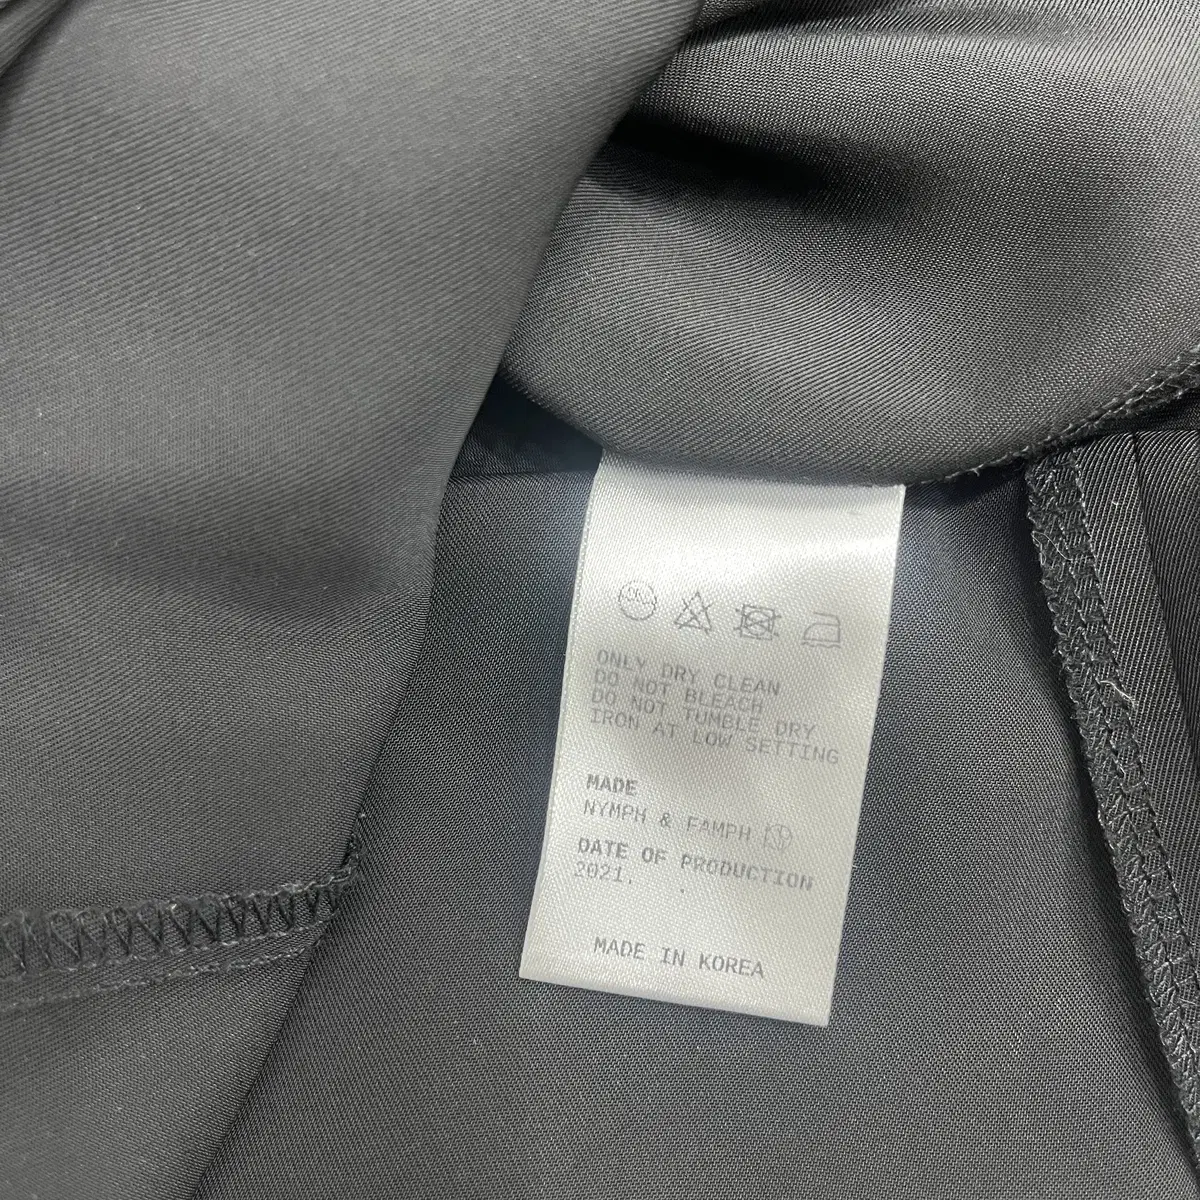 ONLY DRY CLEAN
DO NOT BLEACH
DO NOT TUMBLE DRY
IRON AT LOW SETTING
MADE
NYMPH & FAMPH
DATE OF PRODUCTION
2021. .
MADE IN KOREA